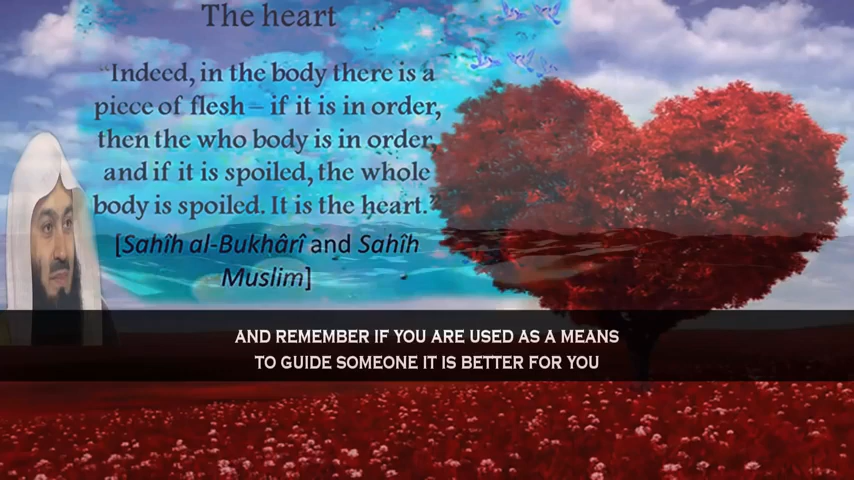 The heart
"Indeed, in the body there is a
piece of flesh – if it is in order,
then the who body is in order,
and if it is spoiled, the whole
body is spoiled. It is the heart."
[Sahîh al-Bukhârî and Sahîh
Muslim]
AND REMEMBER IF YOU ARE USED AS A MEANS
TO GUIDE SOMEONE IT IS BETTER FOR YOU